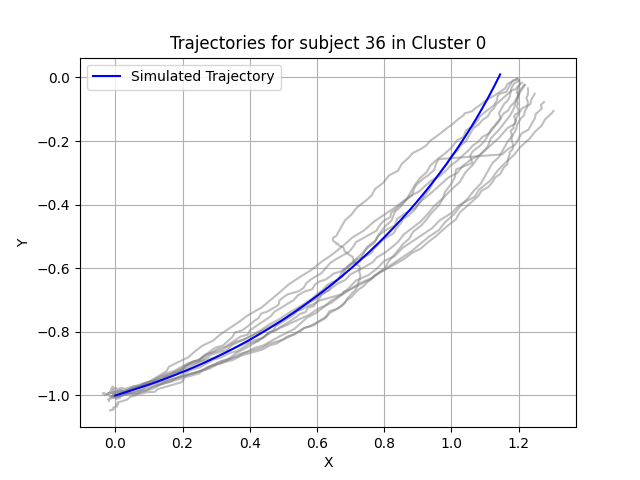 Trajectories for subject 36 in Cluster 0
Simulated Trajectory
0.0
−0.2
−0.4
−0.6
−0.8
−1.0
Y
0.0 0.2 0.4 0.6 0.8 1.0 1.2
X